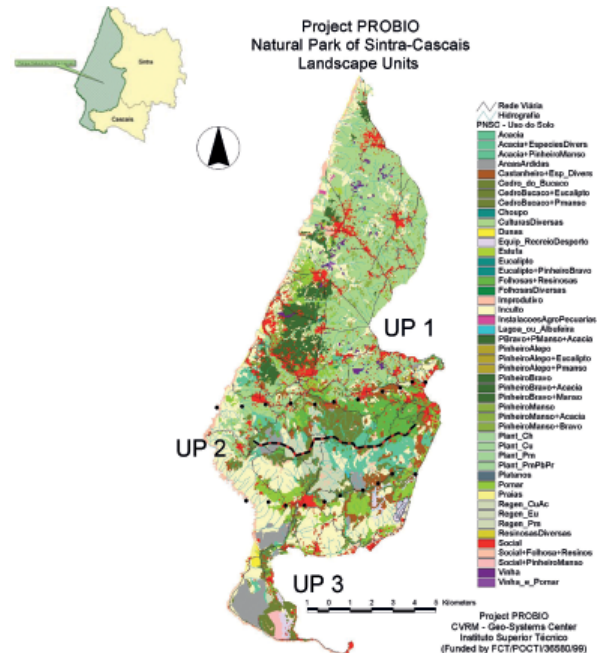 Project PROBIO
Natural Park of Sintra-Cascais
Landscape Units
Sintra
Cascais
Rede Viária
Hidrografia
PNSC - Uso do Solo
Acacia
Acacia+EspeciesDivers
Acacia+PinheiroManso
AreasArdidas
Castanheiro+Esp_Divers
Cedro_do_Bucaco
CedroBucaco+Eucalipto
CedroBucaco+Pmanso
Choupo
CulturasDiversas
Dunas
Equip_RecreioDesporto
Estufa
Eucalipto
Eucalipto+PinheiroBravo
Folhosas+Resinosas
FolhosasDiversas
Improdutivo
Inculto
InstalacoesAgroPecuarias
Lagoa_ou_Albufeira
PBravo+PManso+Acacia
PinheiroAlepo
PinheiroAlepo+Eucalipto
PinheiroAlepo+Pmanso
PinheiroBravo
PinheiroBravo+Acacia
PinheiroBravo+Manso
PinheiroManso
PinheiroManso+Acacia
PinheiroManso+Bravo
Plant_Ch
Plant_Cu
Plant_Pm
Plant_PmPbPr
Platanos
Pomar
Praias
Regen_CuAc
Regen_Eu
Regen_Pm
ResinosasDiversas
Social
Social+Folhosa+Resinos
Social+PinheiroManso
Vinha
Vinha_e_Pomar
UP 1
UP 2
UP 3
1 0 1 2 3 4 5 Kilometers
Project PROBIO
CVRM - Geo-Systems Center
Instituto Superior Técnico
(Funded by FCT/POCTI/36580/99)